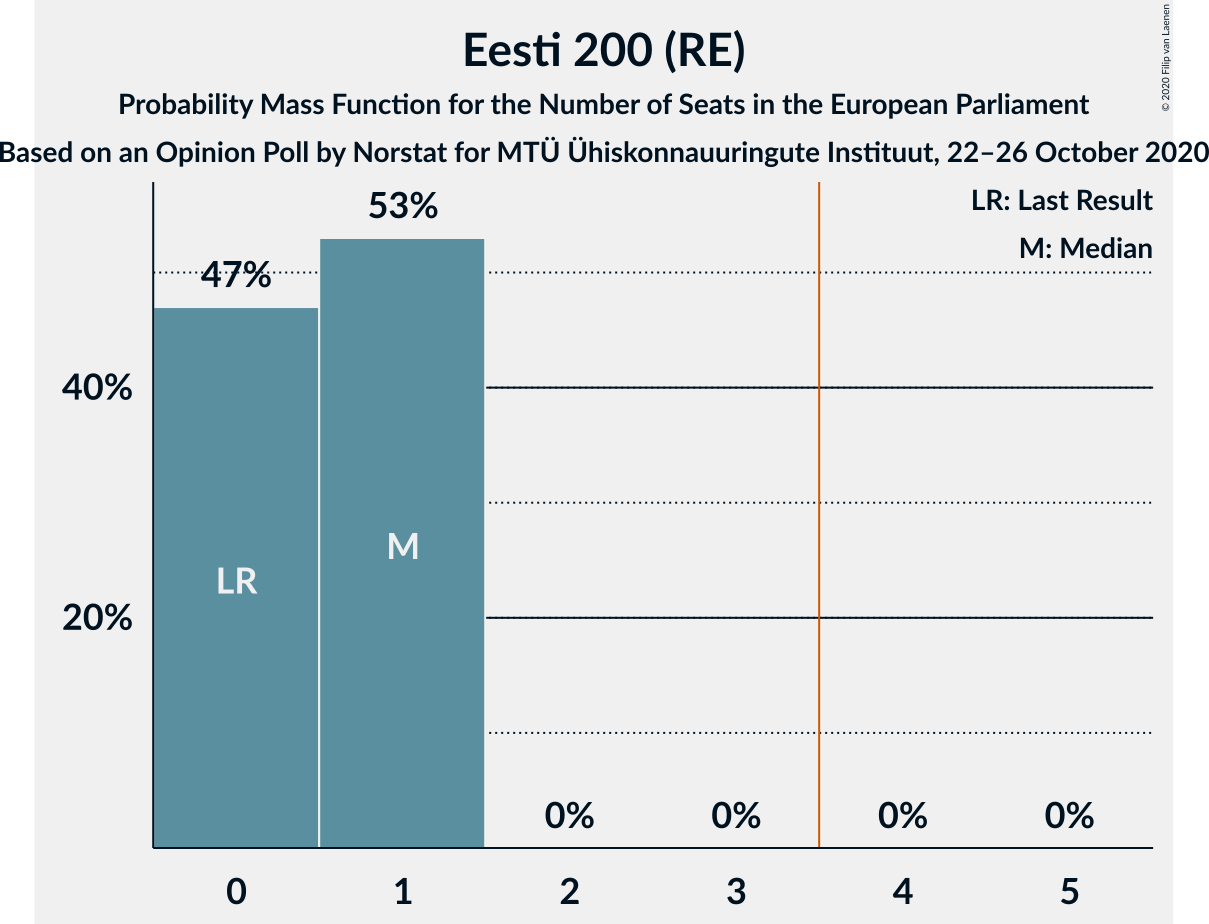 Eesti 200 (RE)
Probability Mass Function for the Number of Seats in the European Parliament
Based on an Opinion Poll by Norstat for MTÜ Ühiskonnauuringute Instituut, 22–26 October 2020
© 2020 Filip van Laenen
LR: Last Result
M: Median
53%
47%
40%
20%
LR
M
0%
0%
0%
0%
0
1
2
3
4
5